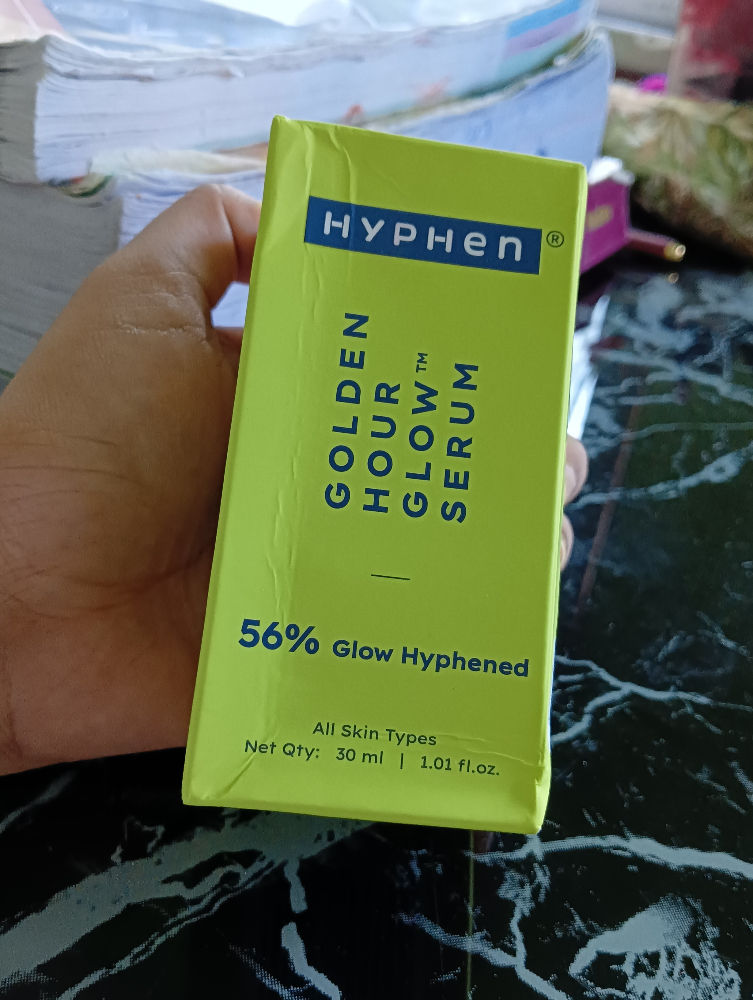 HYPHEN®
GOLDEN
HOUR
GLOW™
SERUM
56% Glow Hyphened
All Skin Types
Net Qty: 30 ml | 1.01 fl.oz.